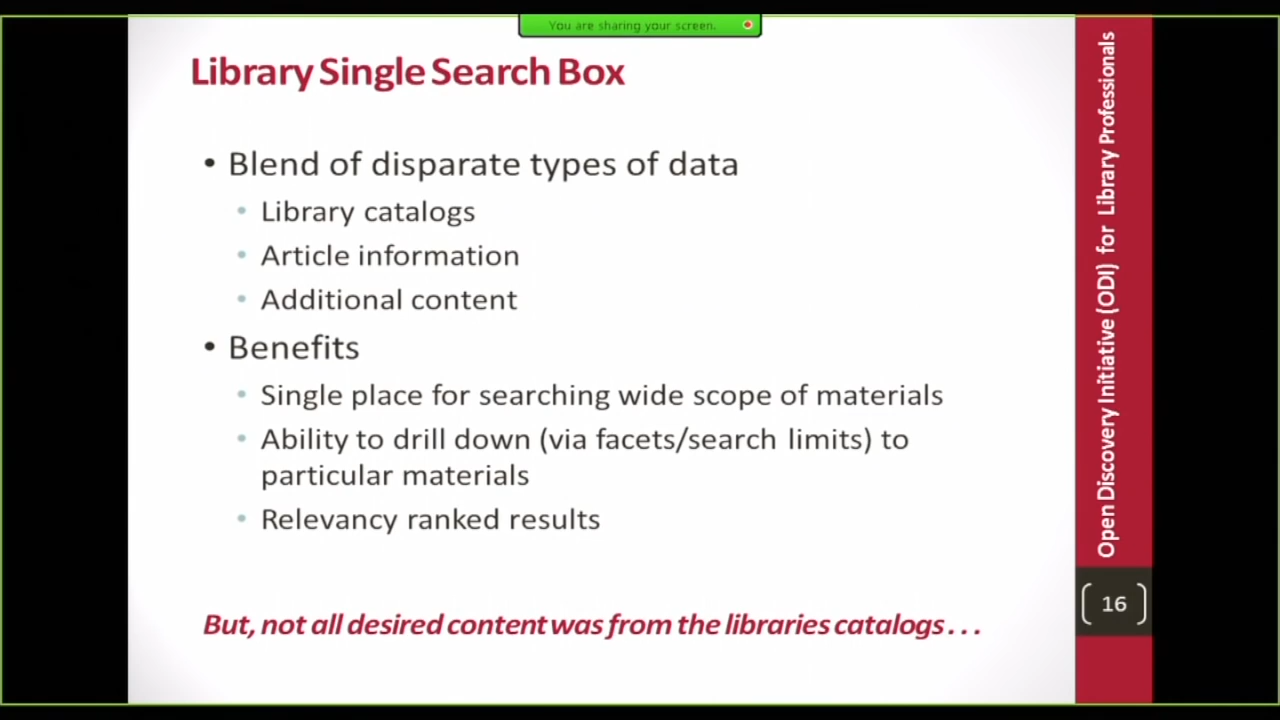 You are sharing your screen.
Library Single Search Box
• Blend of disparate types of data
• Library catalogs
• Article information
• Additional content
• Benefits
• Single place for searching wide scope of materials
• Ability to drill down (via facets/search limits) to
particular materials
• Relevancy ranked results
But, not all desired content was from the libraries catalogs . . .
Open Discovery Initiative (ODI) for Library Professionals
16